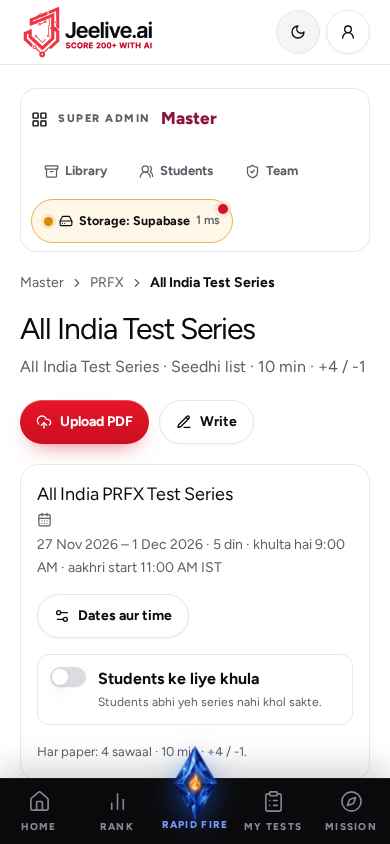 Jeelive.ai
SCORE 200+ WITH AI
SUPER ADMIN Master
Library Students Team
Storage: Supabase 1 ms
Master > PRFX > All India Test Series
All India Test Series
All India Test Series · Seedhi list · 10 min · +4 / -1
Upload PDF Write
All India PRFX Test Series
27 Nov 2026 – 1 Dec 2026 · 5 din · khulta hai 9:00
AM · aakhri start 11:00 AM IST
Dates aur time
Students ke liye khula
Students abhi yeh series nahi khol sakte.
Har paper: 4 sawaal · 10 · +4 / -1.
HOME RANK RAPID FIRE MY TESTS MISSION